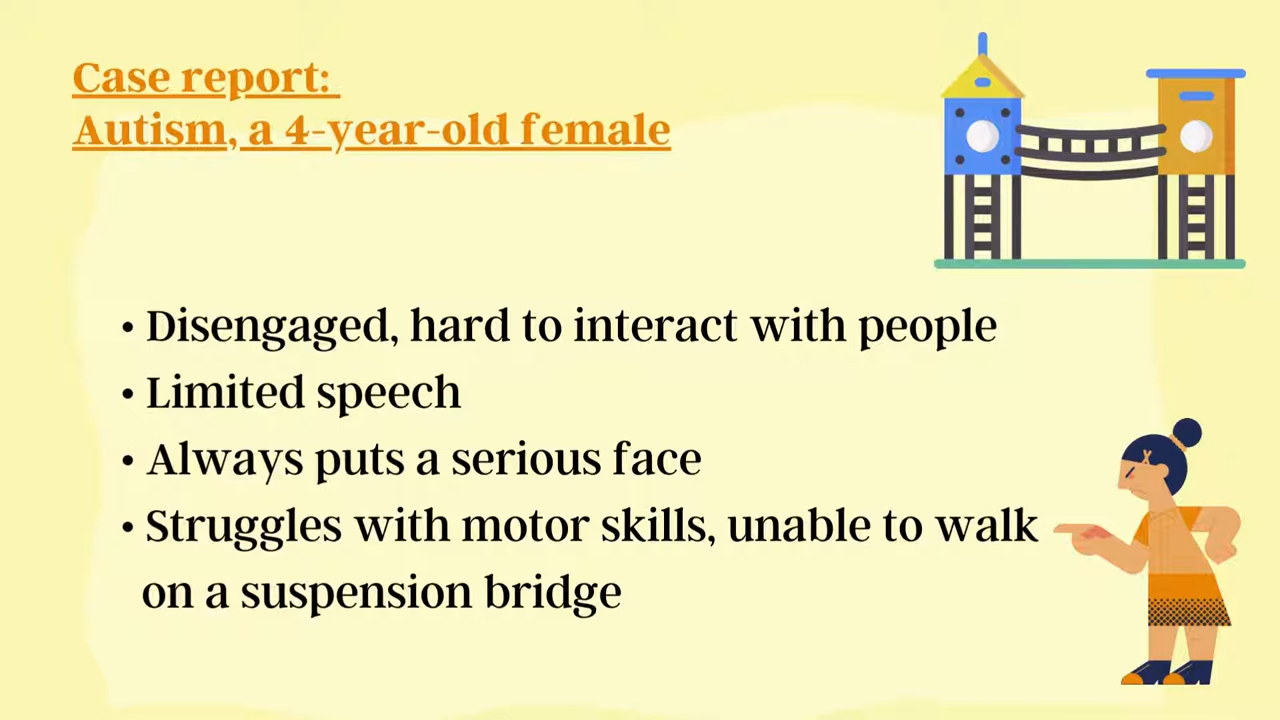 Case report:
Autism, a 4-year-old female
• Disengaged, hard to interact with people
• Limited speech
• Always puts a serious face
• Struggles with motor skills, unable to walk
on a suspension bridge